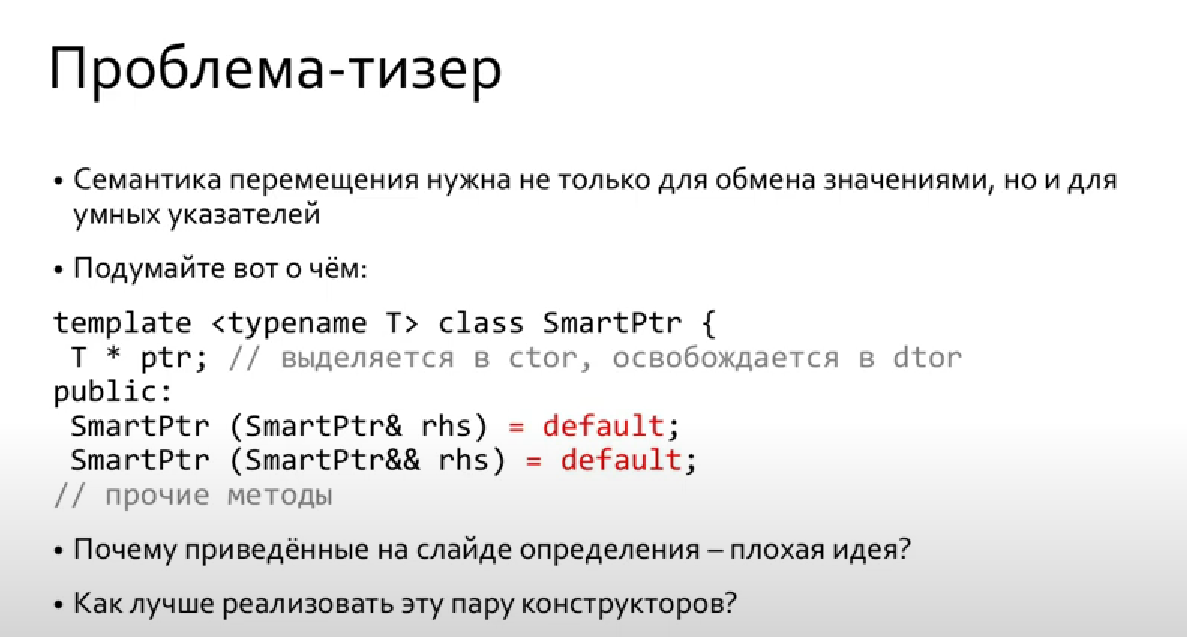 Проблема-тизер
• Семантика перемещения нужна не только для обмена значениями, но и для
умных указателей
• Подумайте вот о чём:
template <typename T> class SmartPtr {
T * ptr; // выделяется в ctor, освобождается в dtor
public:
SmartPtr (SmartPtr& rhs) = default;
SmartPtr (SmartPtr&& rhs) = default;
// прочие методы
• Почему приведённые на слайде определения – плохая идея?
• Как лучше реализовать эту пару конструкторов?